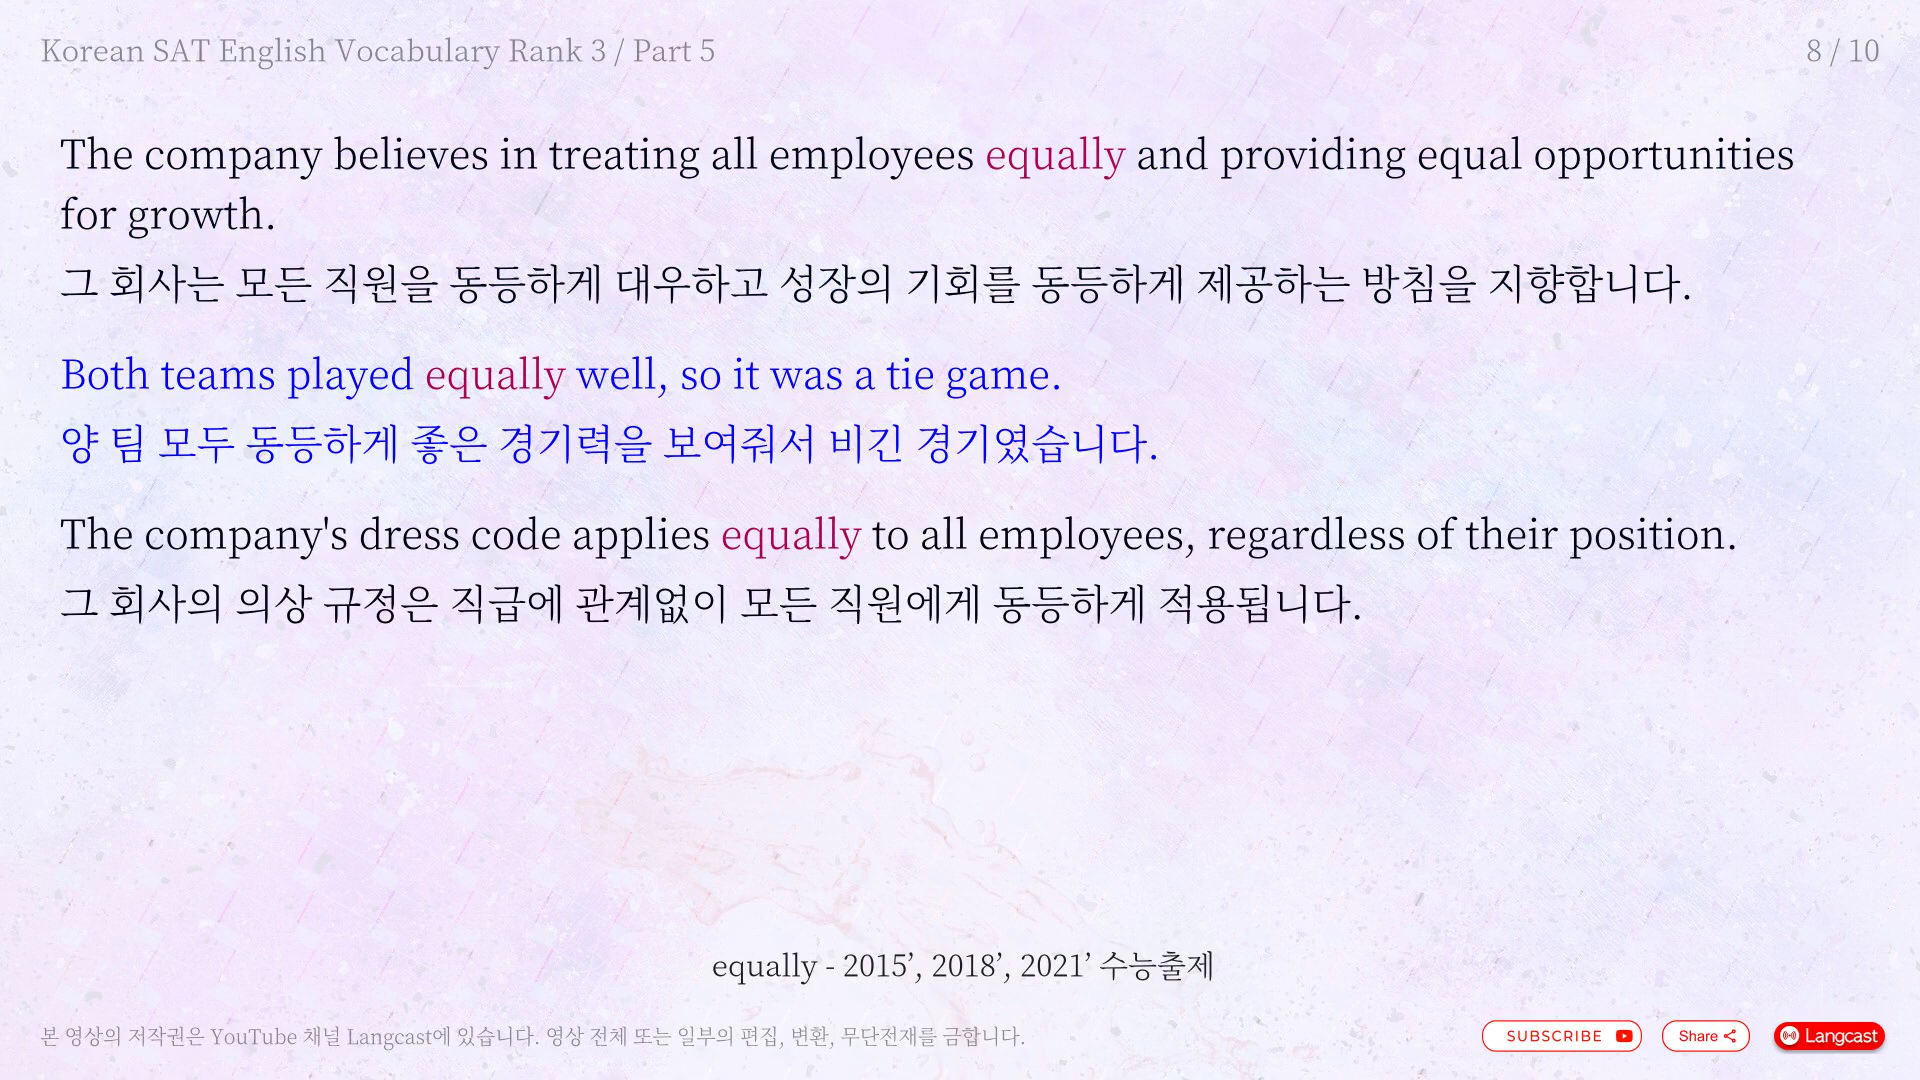 Korean SAT English Vocabulary Rank 3 / Part 5
8 / 10
The company believes in treating all employees equally and providing equal opportunities
for growth.
그 회사는 모든 직원을 동등하게 대우하고 성장의 기회를 동등하게 제공하는 방침을 지향합니다.
Both teams played equally well, so it was a tie game.
양 팀 모두 동등하게 좋은 경기력을 보여줘서 비긴 경기였습니다.
The company's dress code applies equally to all employees, regardless of their position.
그 회사의 의상 규정은 직급에 관계없이 모든 직원에게 동등하게 적용됩니다.
equally - 2015’, 2018’, 2021’ 수능출제
본 영상의 저작권은 YouTube 채널 Langcast에 있습니다. 영상 전체 또는 일부의 편집, 변환, 무단전재를 금합니다.
SUBSCRIBE
Share
Langcast